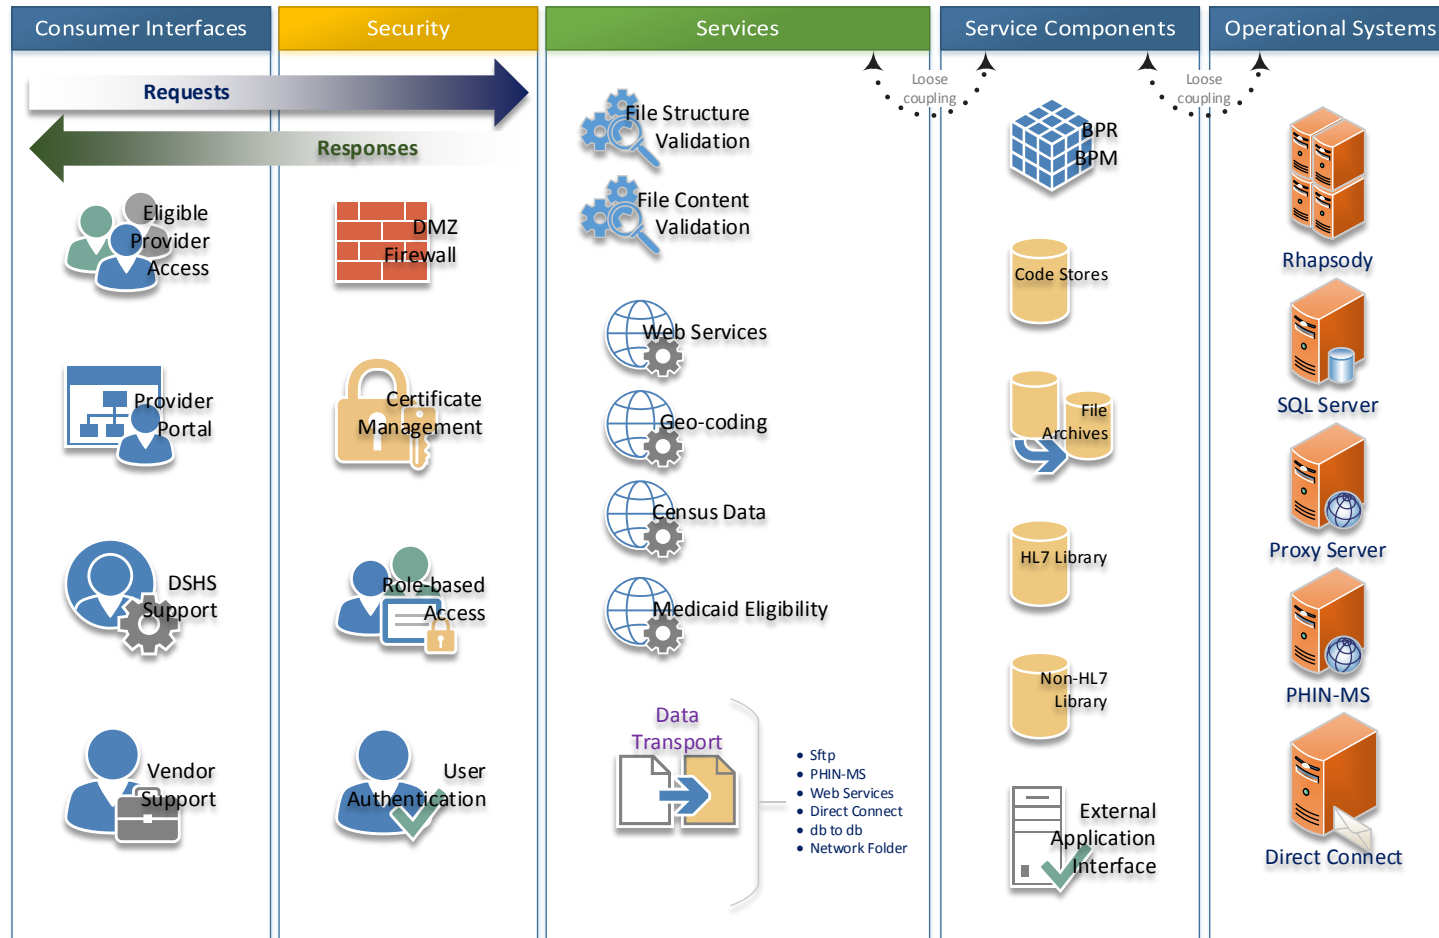 Consumer Interfaces
Security
Services
Service Components
Operational Systems
Requests
Responses
Loose
coupling
Loose
coupling
Eligible
Provider
Access
Provider
Portal
DSHS
Support
Vendor
Support
DMZ
Firewall
Certificate
Management
Role-based
Access
User
Authentication
File Structure
Validation
File Content
Validation
Web Services
Geo-coding
Census Data
Medicaid Eligibility
Data
Transport
• Sftp
• PHIN-MS
• Web Services
• Direct Connect
• db to db
• Network Folder
BPR
BPM
Code Stores
File
Archives
HL7 Library
Non-HL7
Library
External
Application
Interface
Rhapsody
SQL Server
Proxy Server
PHIN-MS
Direct Connect